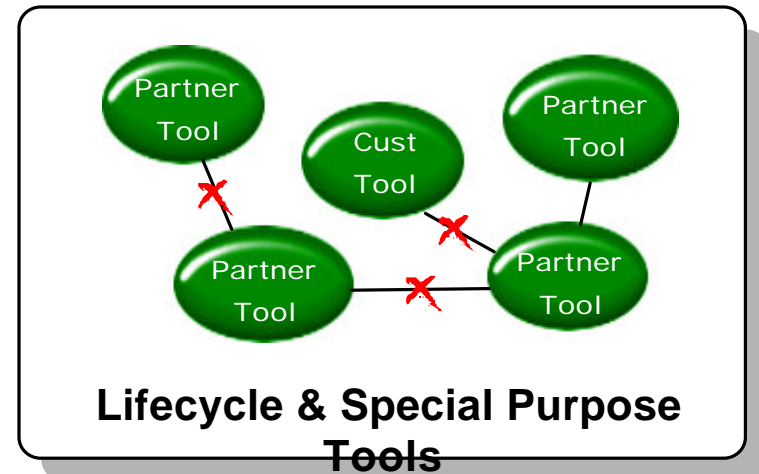 Partner
Tool
Cust
Tool
Partner
Tool
Partner
Tool
Partner
Tool
Lifecycle & Special Purpose
Tools